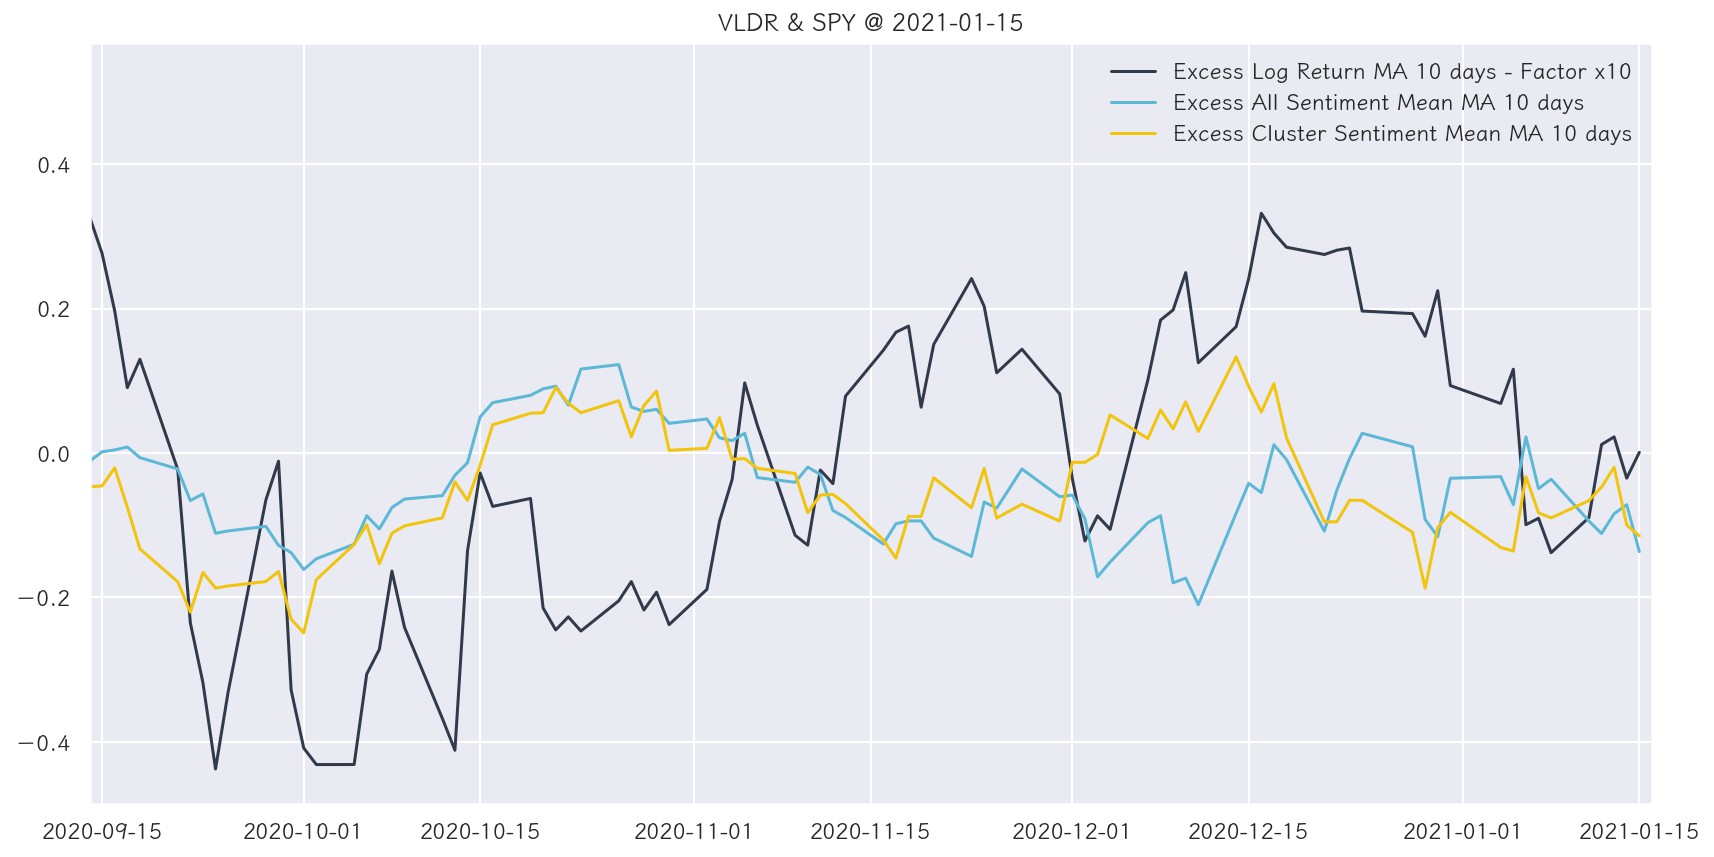 VLDR & SPY @ 2021-01-15
Excess Log Return MA 10 days - Factor x10
Excess All Sentiment Mean MA 10 days
Excess Cluster Sentiment Mean MA 10 days
0.4
0.2
0.0
−0.2
−0.4
2020-09-15 2020-10-01 2020-10-15 2020-11-01 2020-11-15 2020-12-01 2020-12-15 2021-01-01 2021-01-15